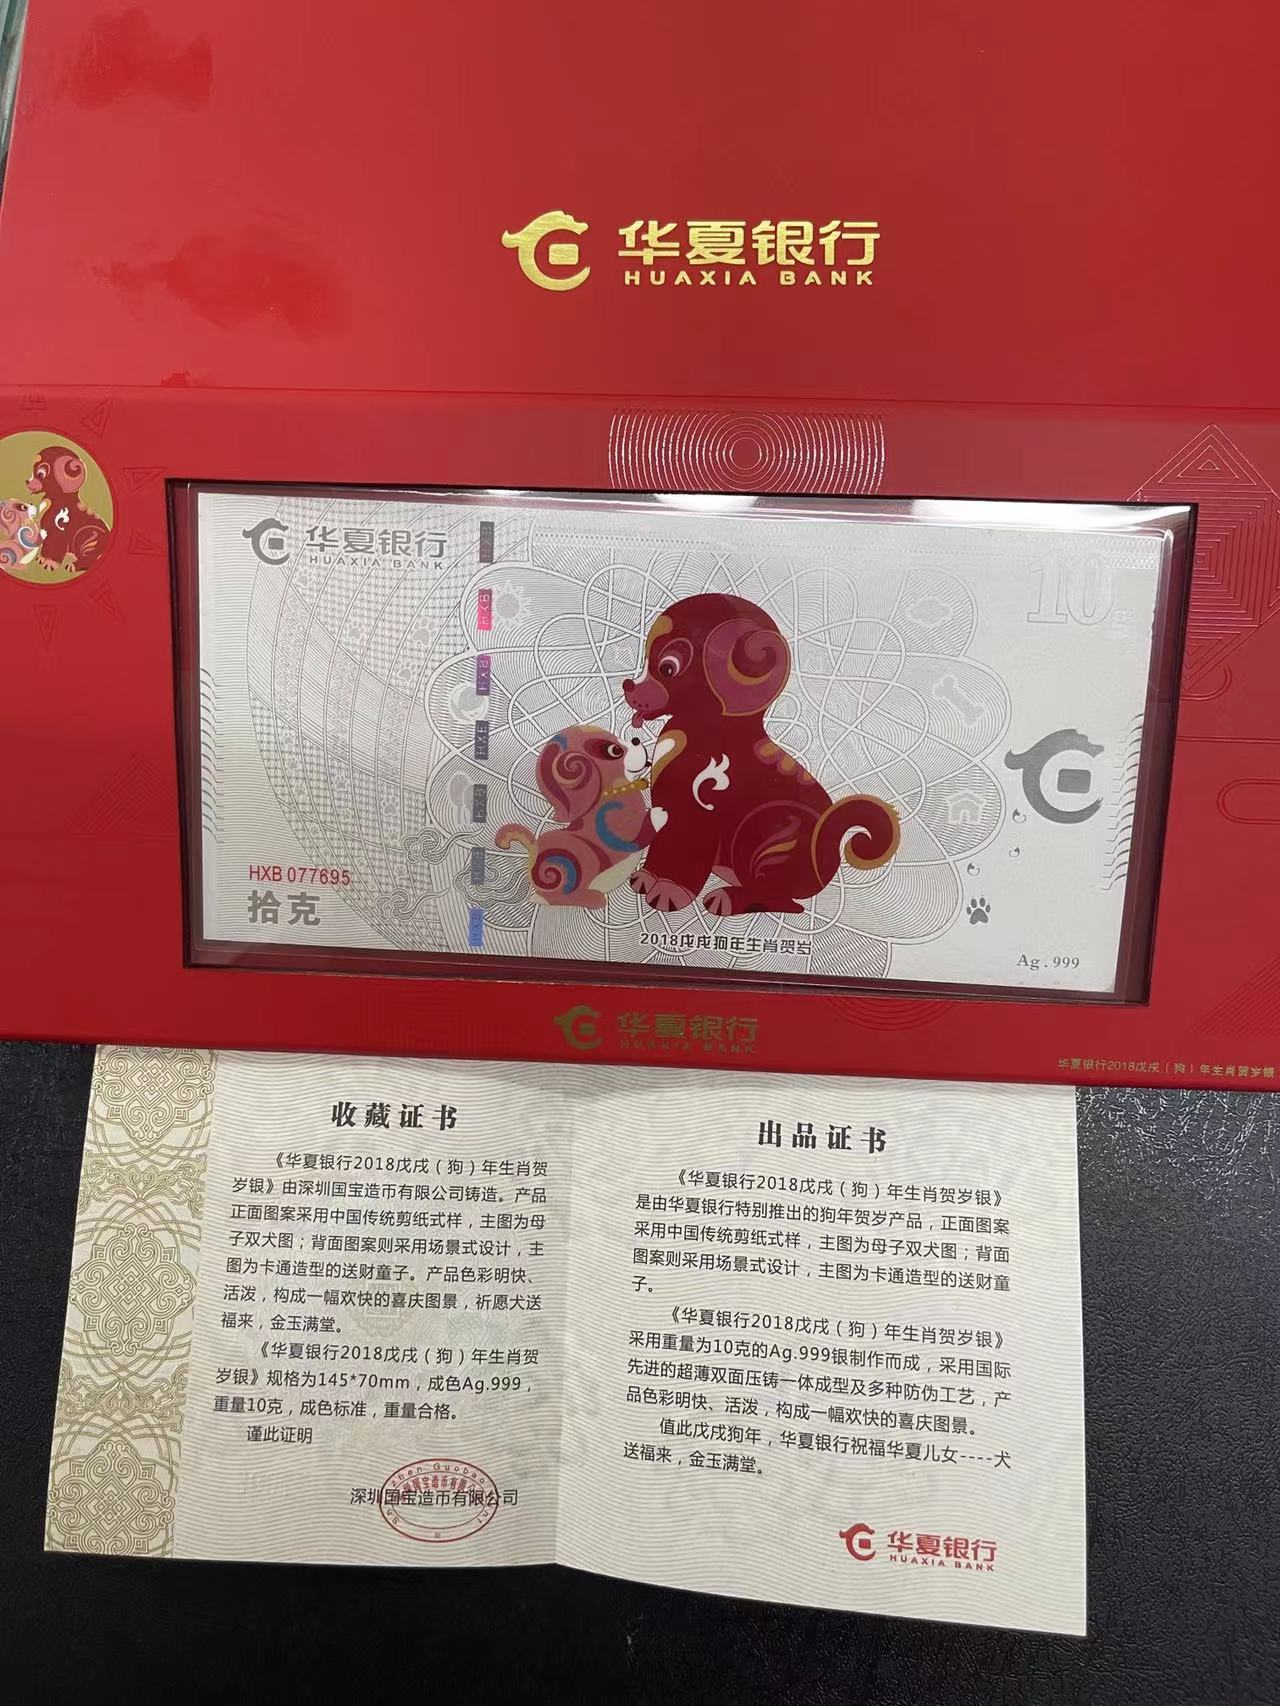 华夏银行
HUAXIA BANK
华夏银行
HUAXIA BANK
10克
HXB
HXB
HXB
HXB
HXB
HXB
HXB 077695
拾克
2018戊戌狗年生肖贺岁
Ag.999
华夏银行
HUAXIA BANK
华夏银行2018戊戌（狗）年生肖贺岁银
收藏证书
《华夏银行2018戊戌（狗）年生肖贺
岁银》由深圳国宝造币有限公司铸造。产品
正面图案采用中国传统剪纸式样，主图为母
子双犬图；背面图案则采用场景式设计，主
图为卡通造型的送财童子。产品色彩明快、
活泼，构成一幅欢快的喜庆图景，祈愿犬送
福来，金玉满堂。
《华夏银行2018戊戌（狗）年生肖贺
岁银》规格为145*70mm，成色Ag.999，
重量10克，成色标准，重量合格。
谨此证明
深圳国宝造币有限公司
出品证书
《华夏银行2018戊戌（狗）年生肖贺岁银》
是由华夏银行特别推出的狗年贺岁产品，正面图案
采用中国传统剪纸式样，主图为母子双犬图；背面
图案则采用场景式设计，主图为卡通造型的送财童
子。
《华夏银行2018戊戌（狗）年生肖贺岁银》
采用重量为10克的Ag.999银制作而成，采用国际
先进的超薄双面压铸一体成型及多种防伪工艺，产
品色彩明快、活泼，构成一幅欢快的喜庆图景。
值此戊戌狗年，华夏银行祝福华夏儿女----犬
送福来，金玉满堂。
华夏银行
HUAXIA BANK